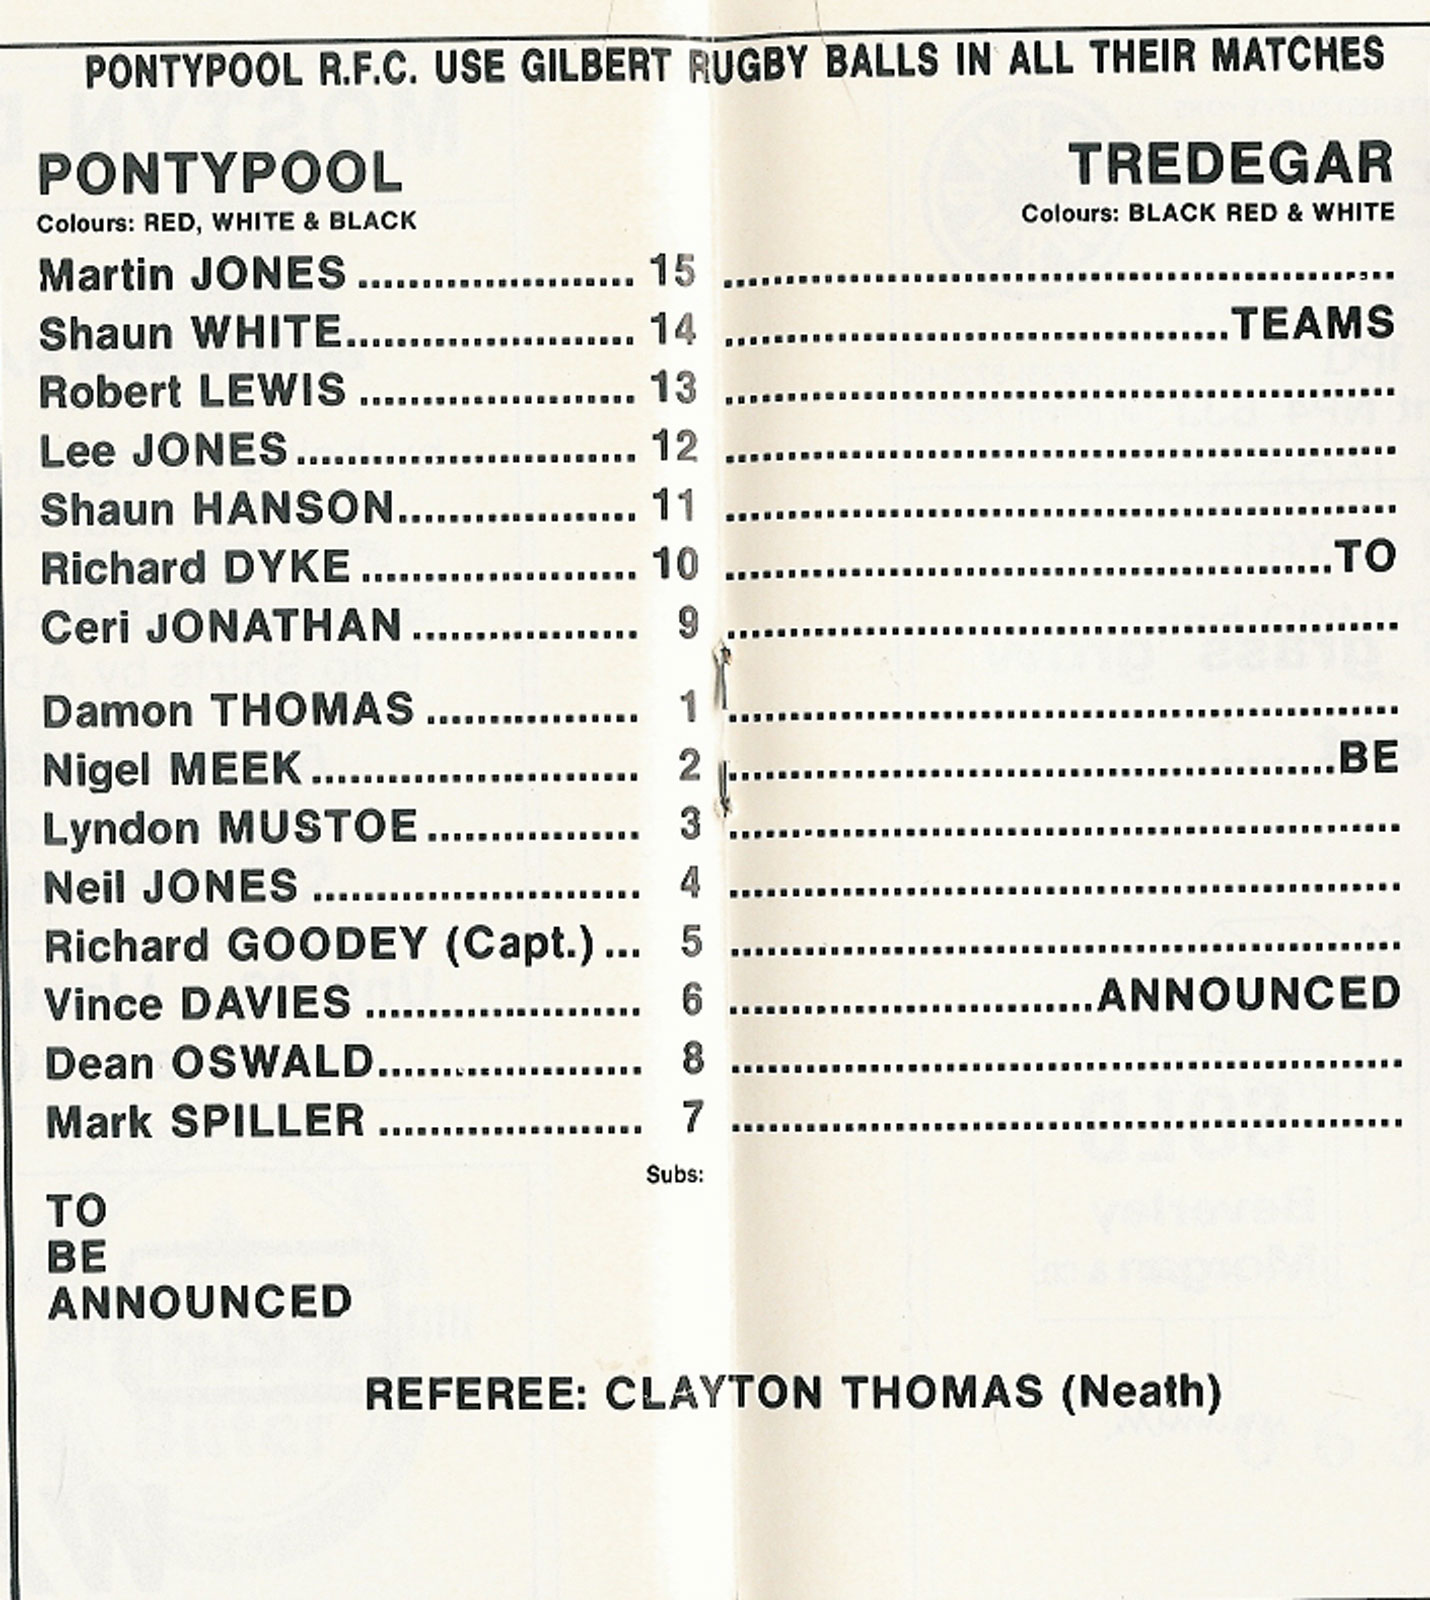 PONTYPOOL R.F.C. USE GILBERT RUGBY BALLS IN ALL THEIR MATCHES
PONTYPOOL TREDEGAR
Colours: RED, WHITE & BLACK Colours: BLACK RED & WHITE
Martin JONES ........................ 15 ............................................................
Shaun WHITE......................... 14 .............................................TEAMS
Robert LEWIS ........................ 13 ............................................................
Lee JONES.............................. 12 ............................................................
Shaun HANSON..................... 11 ............................................................
Richard DYKE ........................ 10 ......................................................TO
Ceri JONATHAN .................... 9 ............................................................
Damon THOMAS ................... 1 ............................................................
Nigel MEEK ............................. 2 ......................................................BE
Lyndon MUSTOE ................... 3 ............................................................
Neil JONES ............................. 4 ............................................................
Richard GOODEY (Capt.) ... 5 ............................................................
Vince DAVIES ........................ 6 ................................ANNOUNCED
Dean OSWALD....................... 8 ............................................................
Mark SPILLER ....................... 7 ............................................................
Subs:
TO
BE
ANNOUNCED
REFEREE: CLAYTON THOMAS (Neath)